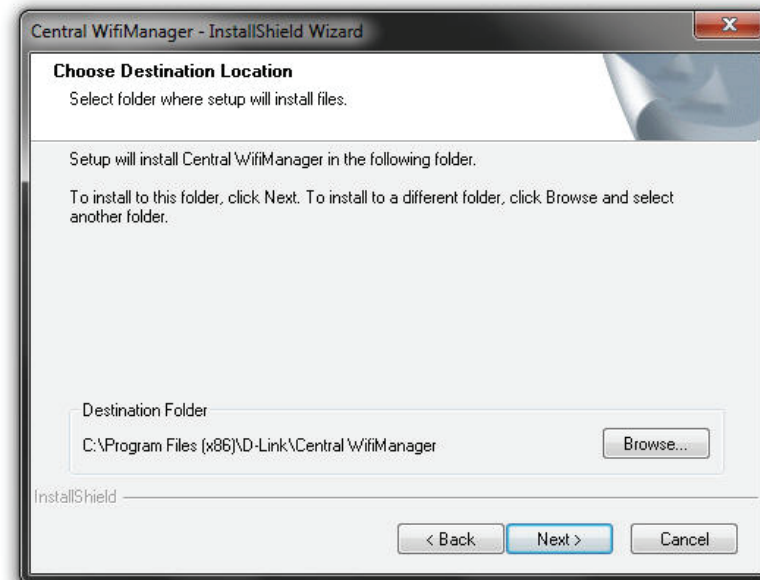 Central WifiManager - InstallShield Wizard
Choose Destination Location
Select folder where setup will install files.
Setup will install Central WifiManager in the following folder.
To install to this folder, click Next. To install to a different folder, click Browse and select
another folder.
Destination Folder
C:\Program Files (x86)\D-Link\Central WifiManager
Browse...
InstallShield
< Back
Next >
Cancel